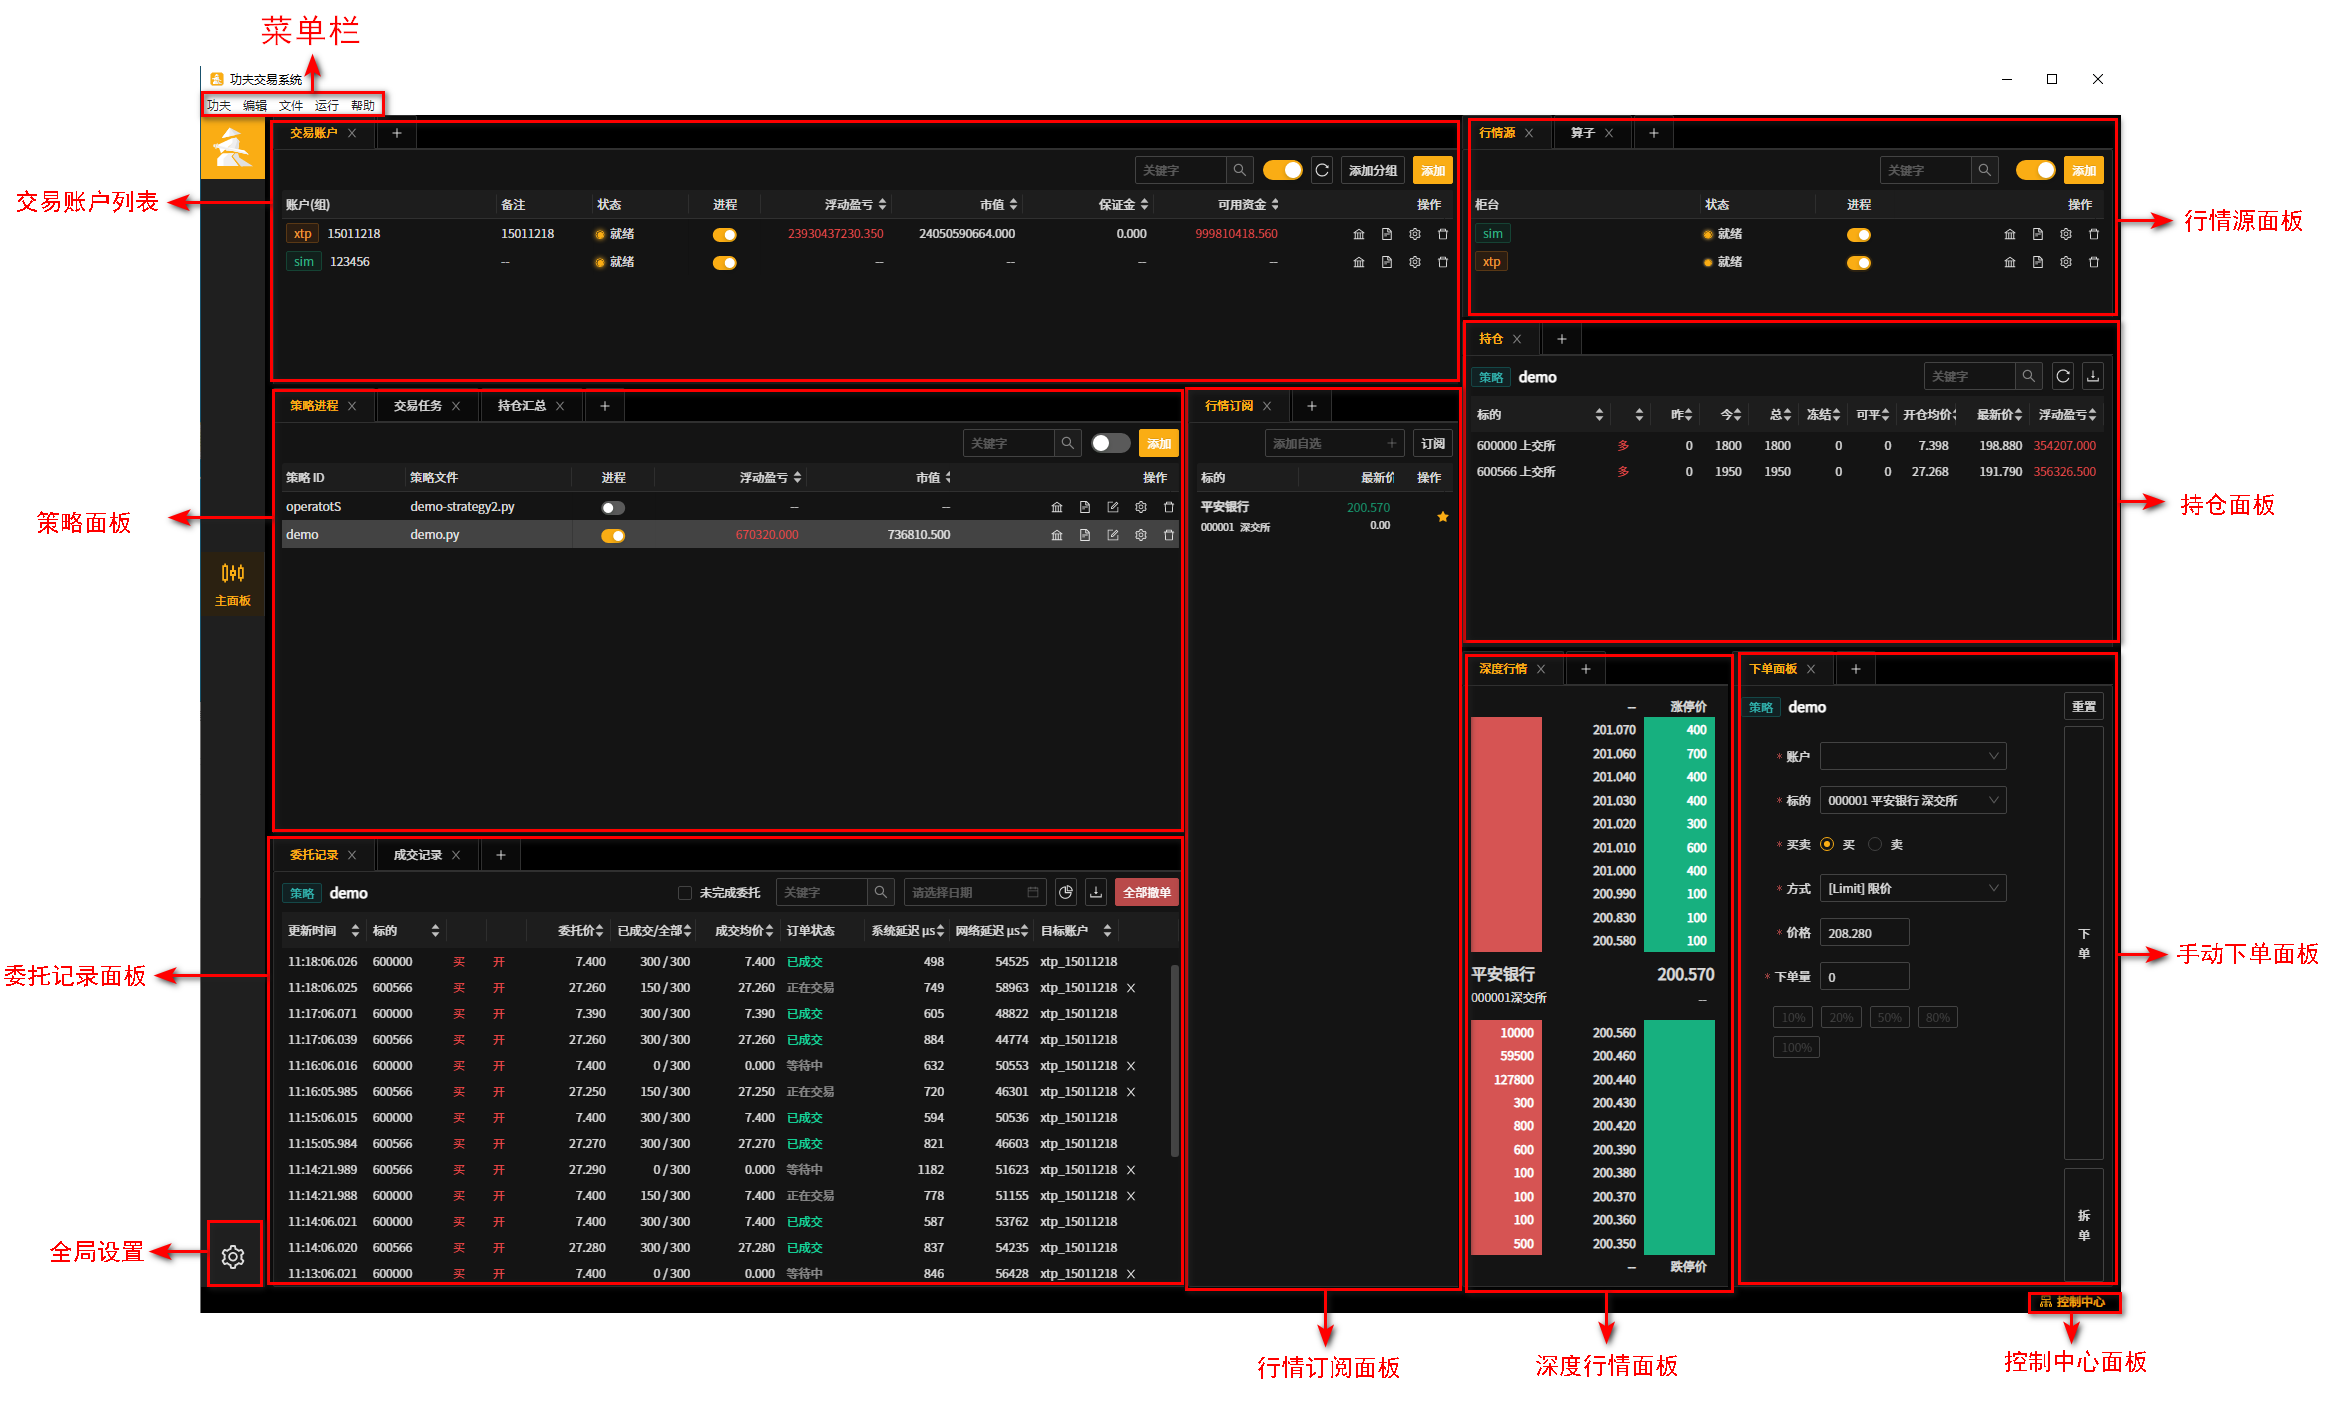 菜单栏
功夫交易系统
功夫 编辑 文件 运行 帮助
交易账户列表
交易账户
关键字 添加分组 添加
账户(组) 备注 状态 进程 浮动盈亏 市值 保证金 可用资金 操作
xtp 15011218 15011218 就绪 23930437230.350 24050590664.000 0.000 999810418.560
sim 123456 -- 就绪 -- -- -- --
行情源 算子
关键字 添加
柜台 状态 进程 操作
sim 就绪
xtp 就绪
行情源面板
持仓
策略 demo 关键字
标的 昨 今 总 冻结 可平 开仓均价 最新价 浮动盈亏
600000 上交所 多 0 1800 1800 0 0 7.398 198.880 354207.000
600566 上交所 多 0 1950 1950 0 0 27.268 191.790 356326.500
持仓面板
策略面板
主面板
策略进程 交易任务 持仓汇总
关键字 添加
策略 ID 策略文件 进程 浮动盈亏 市值 操作
operatotS demo-strategy2.py -- --
demo demo.py 670320.000 736810.500
行情订阅
添加自选 订阅
标的 最新价 操作
平安银行 200.570
000001 深交所 0.00
行情订阅面板
委托记录面板
委托记录 成交记录
策略 demo 未完成委托 关键字 请选择日期 全部撤单
更新时间 标的 委托价 已成交/全部 成交均价 订单状态 系统延迟 μs 网络延迟 μs 目标账户
11:18:06.026 600000 买 开 7.400 300 / 300 7.400 已成交 498 54525 xtp_15011218
11:18:06.025 600566 买 开 27.260 150 / 300 27.260 正在交易 749 58963 xtp_15011218
11:17:06.071 600000 买 开 7.390 300 / 300 7.390 已成交 605 48822 xtp_15011218
11:17:06.039 600566 买 开 27.260 300 / 300 27.260 已成交 884 44774 xtp_15011218
11:16:06.016 600000 买 开 7.400 0 / 300 0.000 等待中 632 50553 xtp_15011218
11:16:05.985 600566 买 开 27.250 150 / 300 27.250 正在交易 720 46301 xtp_15011218
11:15:06.015 600000 买 开 7.400 300 / 300 7.400 已成交 594 50536 xtp_15011218
11:15:05.984 600566 买 开 27.270 300 / 300 27.270 已成交 821 46603 xtp_15011218
11:14:21.989 600566 买 开 27.290 0 / 300 0.000 等待中 1182 51623 xtp_15011218
11:14:21.988 600000 买 开 7.400 150 / 300 7.400 正在交易 778 51155 xtp_15011218
11:14:06.021 600000 买 开 7.400 300 / 300 7.400 已成交 587 53762 xtp_15011218
11:14:06.020 600566 买 开 27.280 300 / 300 27.280 已成交 837 54235 xtp_15011218
11:13:06.021 600000 买 开 7.400 0 / 300 0.000 等待中 846 56428 xtp_15011218
全局设置
深度行情
-- 涨停价
201.070 400
201.060 700
201.040 400
201.030 400
201.020 300
201.010 600
201.000 400
200.990 100
200.830 100
200.580 100
平安银行 200.570
000001深交所 --
10000 200.560
59500 200.460
127800 200.440
300 200.430
800 200.420
600 200.390
100 200.380
100 200.370
100 200.360
500 200.350
-- 跌停价
深度行情面板
下单面板
策略 demo 重置
* 账户
* 标的 000001 平安银行 深交所
* 买卖 买 卖
* 方式 [Limit] 限价
* 价格 208.280
* 下单量 0
10% 20% 50% 80%
100%
下单
拆单
手动下单面板
控制中心
控制中心面板